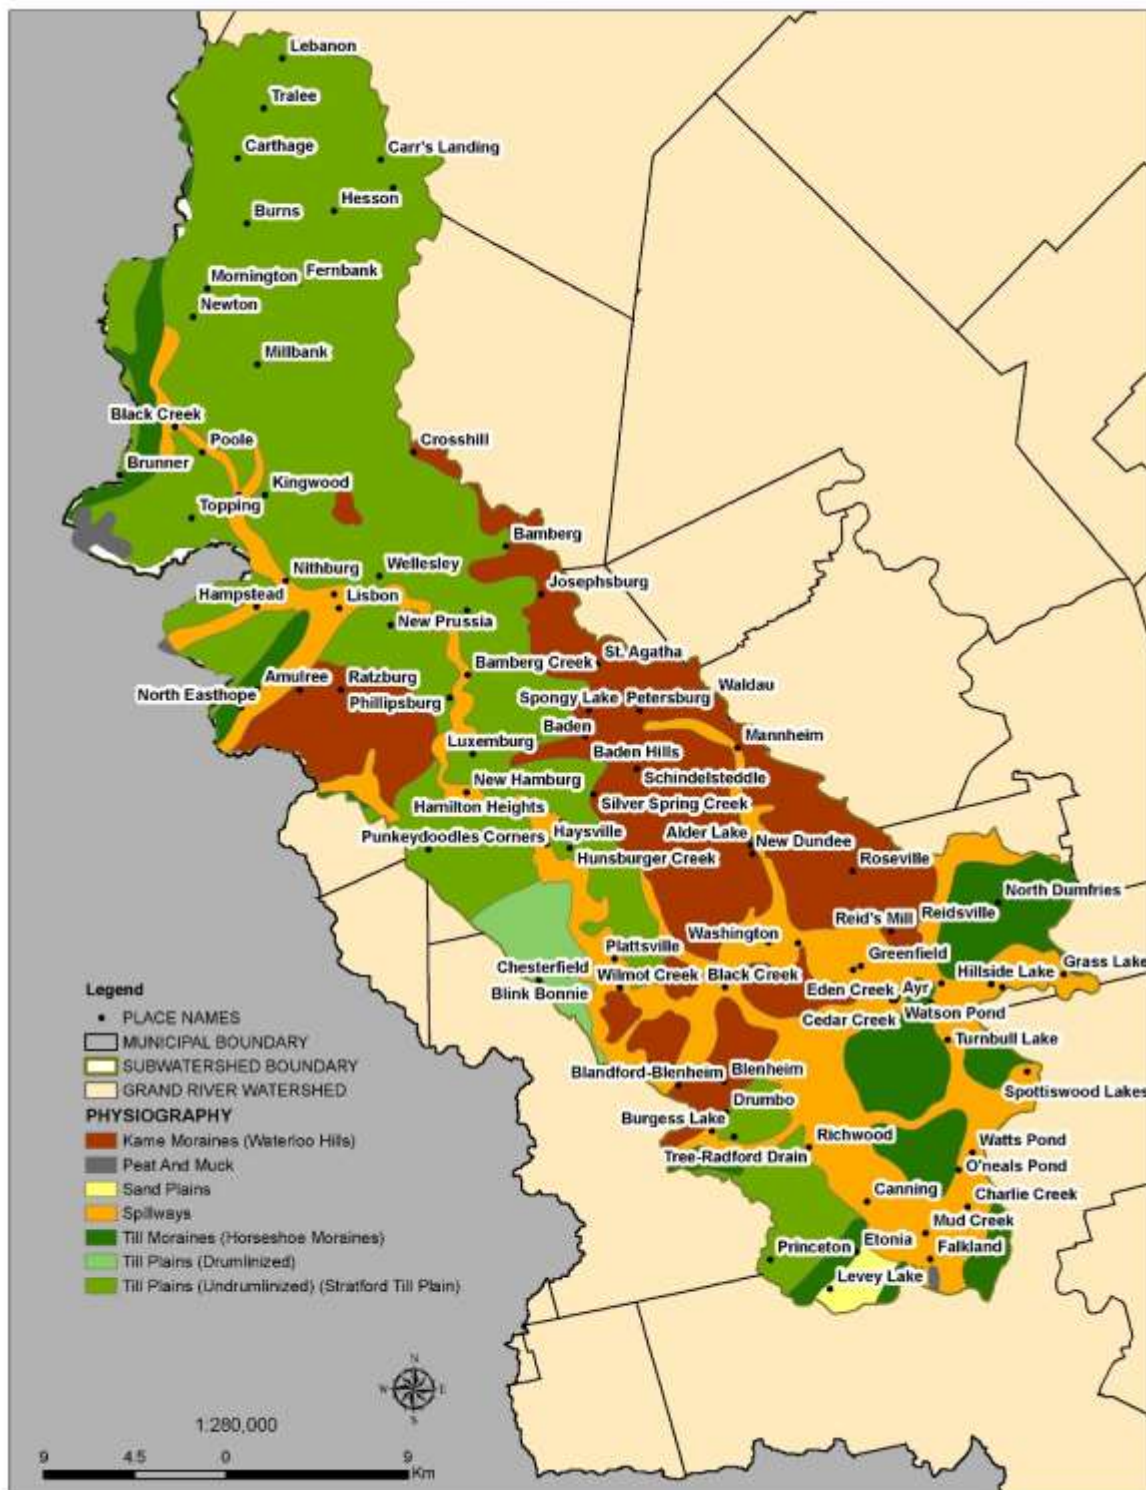 Lebanon
Tralee
Carthage
Carr's Landing
Hesson
Burns
Mornington
Fernbank
Newton
Millbank
Black Creek
Poole
Crosshill
Brunner
Kingwood
Topping
Bamberg
Nithburg
Wellesley
Hampstead
Lisbon
Josephsburg
New Prussia
Bamberg Creek
St. Agatha
Amulree
Ratzburg
North Easthope
Phillipsburg
Spongy Lake
Petersburg
Waldau
Baden
Mannheim
Luxemburg
Baden Hills
New Hamburg
Schindelsteddle
Hamilton Heights
Silver Spring Creek
Punkeydoodles Corners
Haysville
Alder Lake
New Dundee
Hunsburger Creek
Roseville
North Dumfries
Reid's Mill
Reidsville
Washington
Plattsville
Greenfield
Chesterfield
Wilmot Creek
Black Creek
Hillside Lake
Grass Lake
Blink Bonnie
Eden Creek
Ayr
Cedar Creek
Watson Pond
Turnbull Lake
Blandford-Blenheim
Blenheim
Spottiswood Lakes
Drumbo
Burgess Lake
Richwood
Watts Pond
Tree-Radford Drain
O'neals Pond
Canning
Charlie Creek
Mud Creek
Princeton
Etonia
Falkland
Levey Lake
Legend
PLACE NAMES
MUNICIPAL BOUNDARY
SUBWATERSHED BOUNDARY
GRAND RIVER WATERSHED
PHYSIOGRAPHY
Kame Moraines (Waterloo Hills)
Peat And Muck
Sand Plains
Spillways
Till Moraines (Horseshoe Moraines)
Till Plains (Drumlinized)
Till Plains (Undrumlinized) (Stratford Till Plain)
N
W E
S
1:280,000
9 4.5 0 9
Km